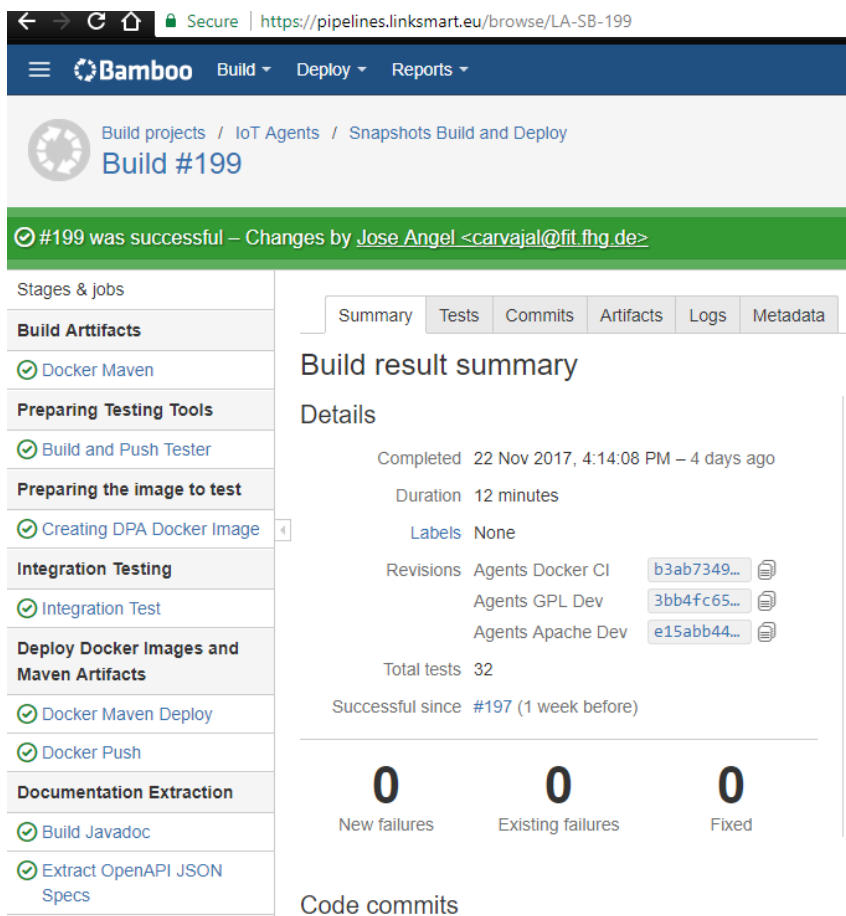 Secure | https://pipelines.linksmart.eu/browse/LA-SB-199
Bamboo Build Deploy Reports
Build projects / IoT Agents / Snapshots Build and Deploy
Build #199
#199 was successful – Changes by Jose Angel <carvajal@fit.fhg.de>
Stages & jobs
Build Arttifacts
Docker Maven
Preparing Testing Tools
Build and Push Tester
Preparing the image to test
Creating DPA Docker Image
Integration Testing
Integration Test
Deploy Docker Images and
Maven Artifacts
Docker Maven Deploy
Docker Push
Documentation Extraction
Build Javadoc
Extract OpenAPI JSON
Specs
Summary Tests Commits Artifacts Logs Metadata
Build result summary
Details
Completed 22 Nov 2017, 4:14:08 PM – 4 days ago
Duration 12 minutes
Labels None
Revisions Agents Docker CI b3ab7349…
Agents GPL Dev 3bb4fc65…
Agents Apache Dev e15abb44…
Total tests 32
Successful since #197 (1 week before)
0 0 0
New failures Existing failures Fixed
Code commits